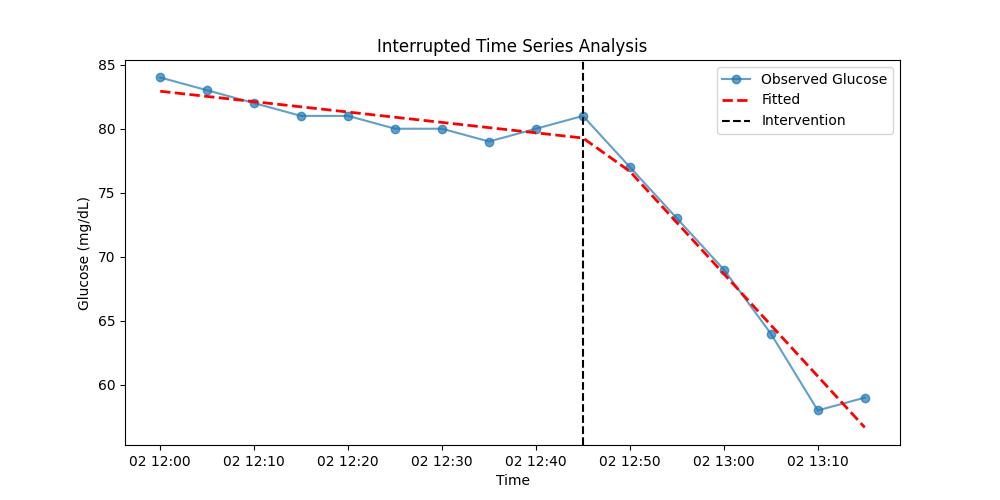 Interrupted Time Series Analysis
Observed Glucose
Fitted
Intervention
Glucose (mg/dL)
85
80
75
70
65
60
02 12:00 02 12:10 02 12:20 02 12:30 02 12:40 02 12:50 02 13:00 02 13:10
Time